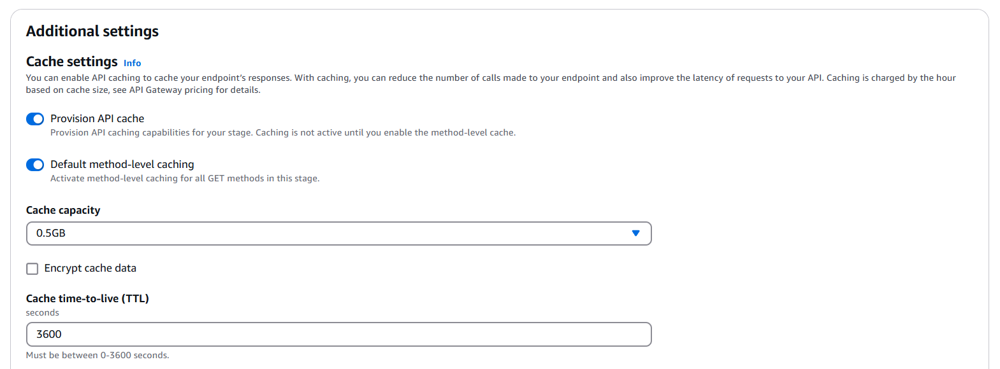 Additional settings
Cache settings Info
You can enable API caching to cache your endpoint’s responses. With caching, you can reduce the number of calls made to your endpoint and also improve the latency of requests to your API. Caching is charged by the hour
based on cache size, see API Gateway pricing for details.
Provision API cache
Provision API caching capabilities for your stage. Caching is not active until you enable the method-level cache.
Default method-level caching
Activate method-level caching for all GET methods in this stage.
Cache capacity
0.5GB
Encrypt cache data
Cache time-to-live (TTL)
seconds
3600
Must be between 0-3600 seconds.